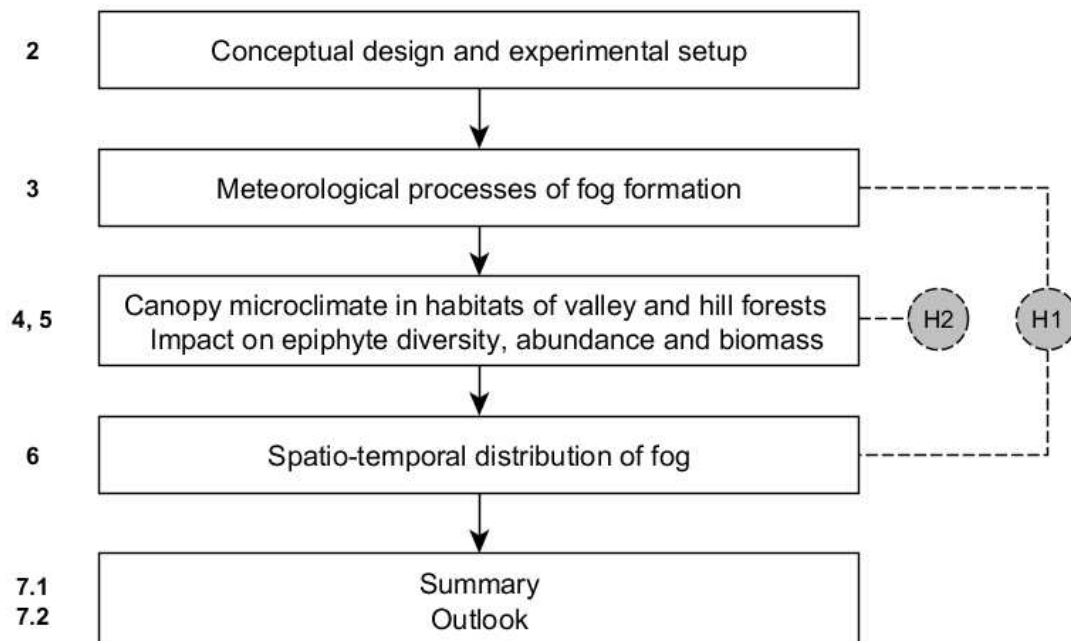 2
Conceptual design and experimental setup
3
Meteorological processes of fog formation
4, 5
Canopy microclimate in habitats of valley and hill forests
Impact on epiphyte diversity, abundance and biomass
H2
H1
6
Spatio-temporal distribution of fog
7.1
Summary
7.2
Outlook